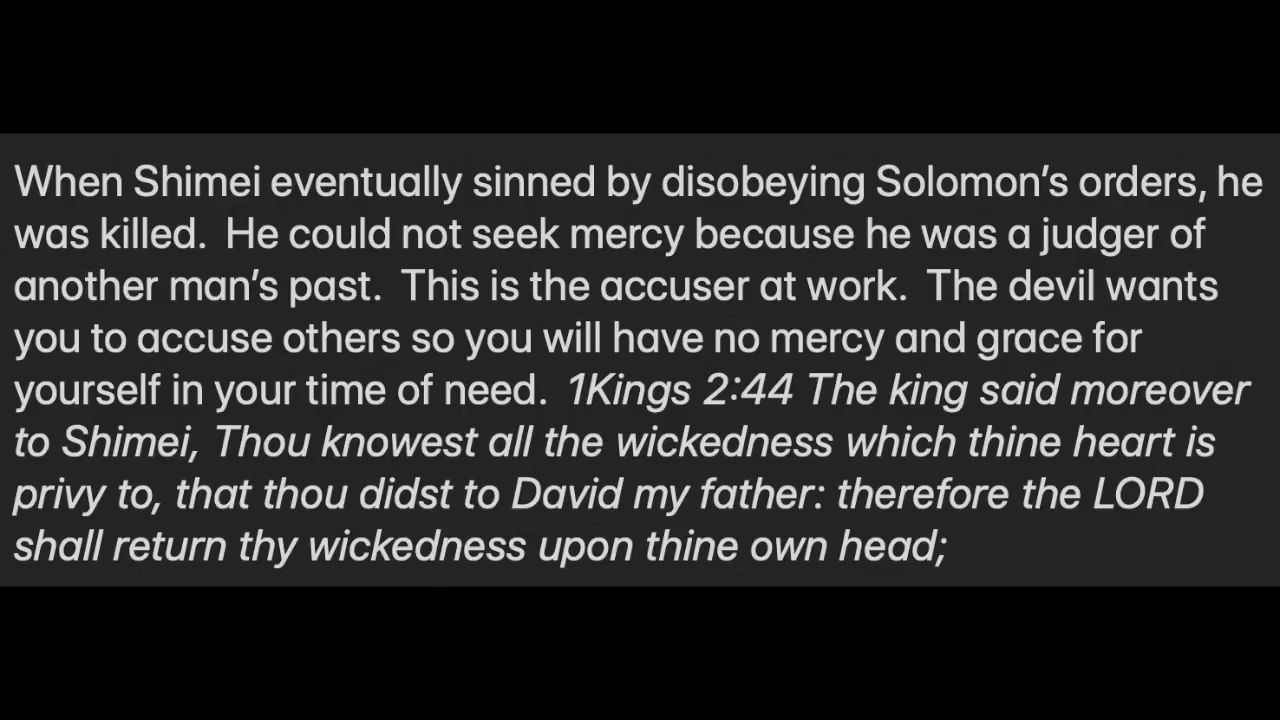 When Shimei eventually sinned by disobeying Solomon’s orders, he
was killed.  He could not seek mercy because he was a judger of
another man’s past.  This is the accuser at work.  The devil wants
you to accuse others so you will have no mercy and grace for
yourself in your time of need.  1Kings 2:44 The king said moreover
to Shimei, Thou knowest all the wickedness which thine heart is
privy to, that thou didst to David my father: therefore the LORD
shall return thy wickedness upon thine own head;